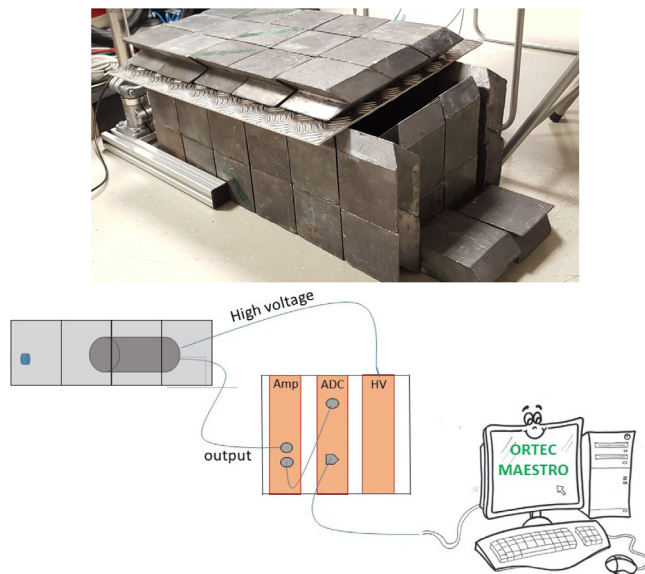 High voltage
Amp
ADC
HV
output
ORTEC
MAESTRO